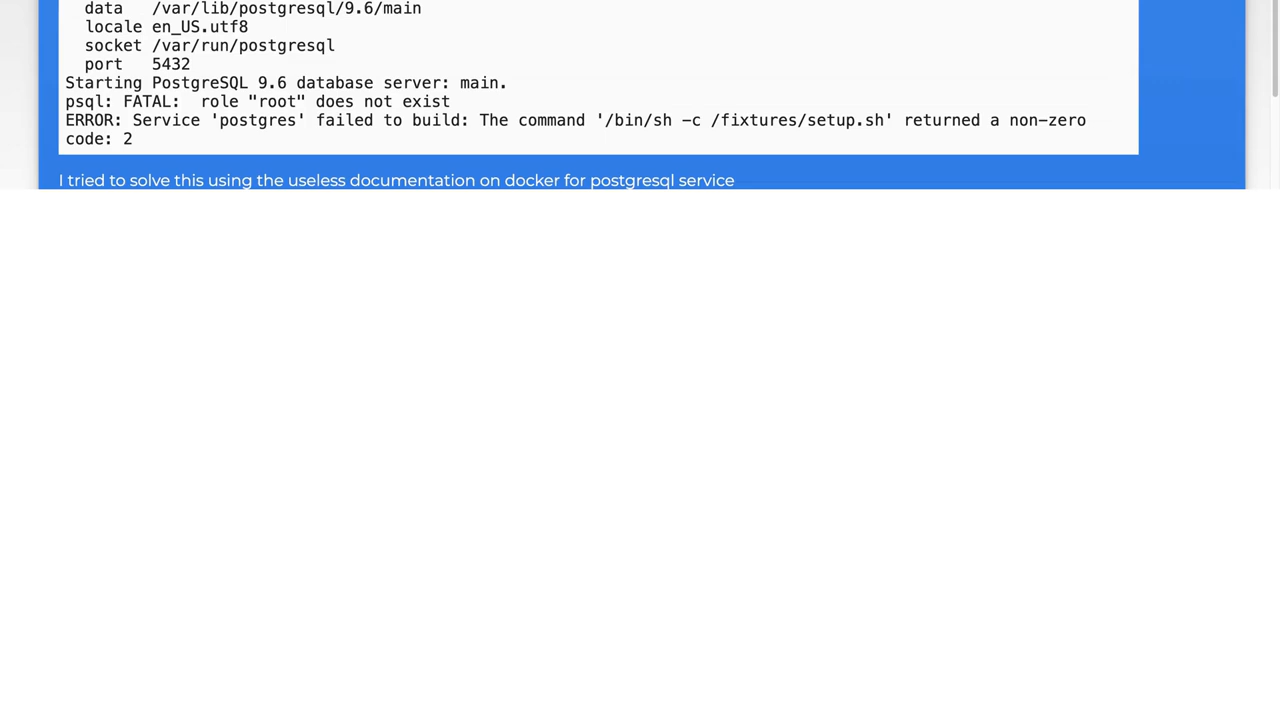 data   /var/lib/postgresql/9.6/main
locale en_US.utf8
socket /var/run/postgresql
port   5432
Starting PostgreSQL 9.6 database server: main.
psql: FATAL:  role "root" does not exist
ERROR: Service 'postgres' failed to build: The command '/bin/sh -c /fixtures/setup.sh' returned a non-zero
code: 2
I tried to solve this using the useless documentation on docker for postgresql service